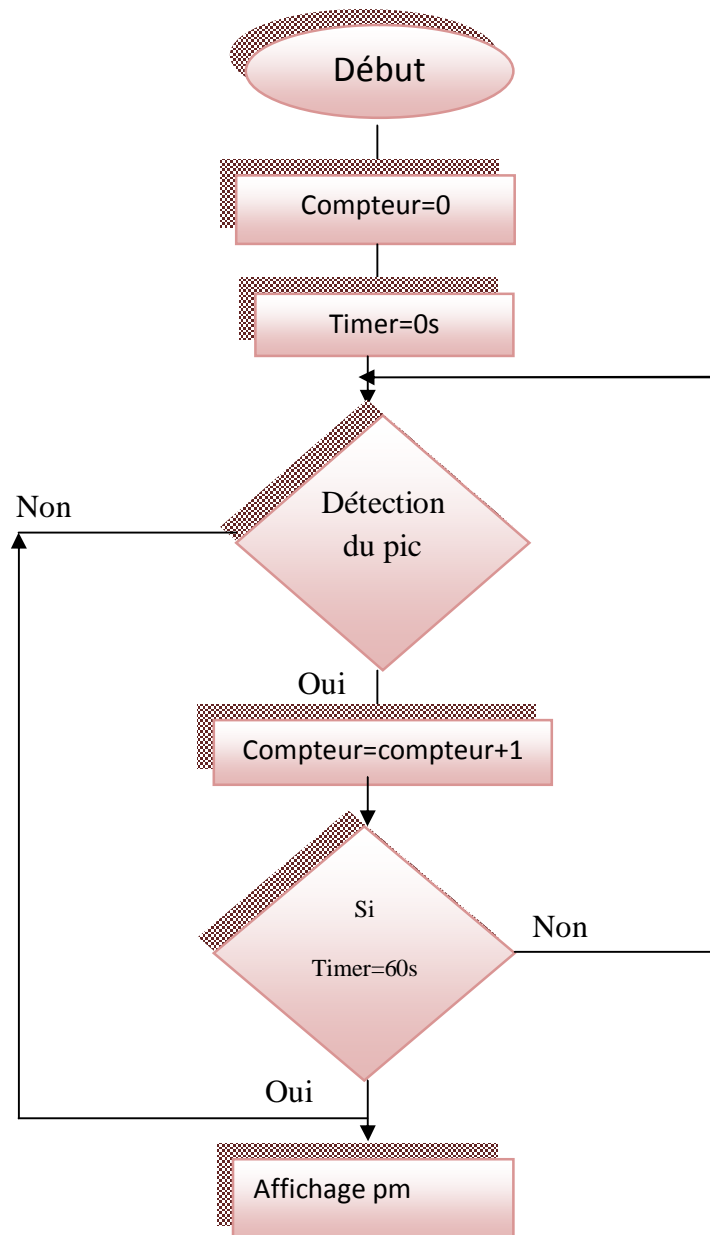 Début
Compteur=0
Timer=0s
Détection
du pic
Non
Oui
Compteur=compteur+1
Si
Timer=60s
Non
Oui
Affichage pm